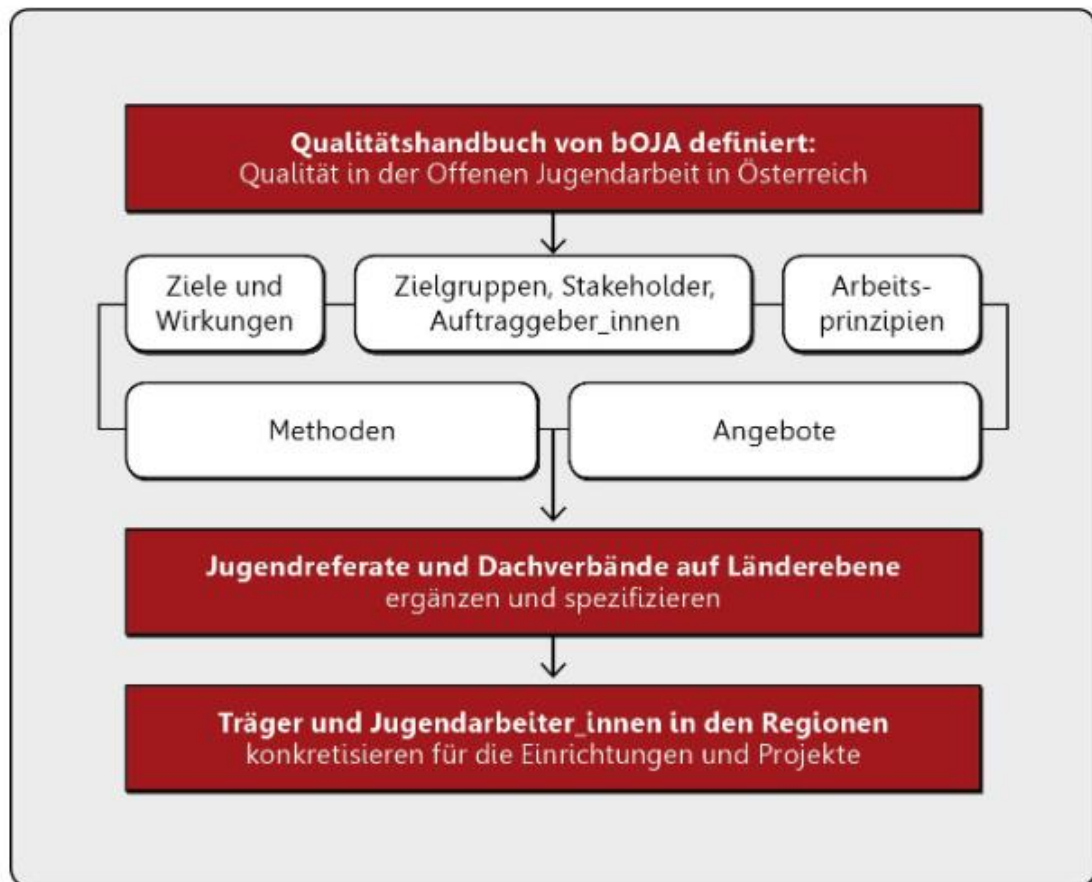 Qualitätshandbuch von bOJA definiert:
Qualität in der Offenen Jugendarbeit in Österreich
Ziele und
Wirkungen
Zielgruppen, Stakeholder,
Auftraggeber_innen
Arbeits-
prinzipien
Methoden
Angebote
Jugendreferate und Dachverbände auf Länderebene
ergänzen und spezifizieren
Träger und Jugendarbeiter_innen in den Regionen
konkretisieren für die Einrichtungen und Projekte